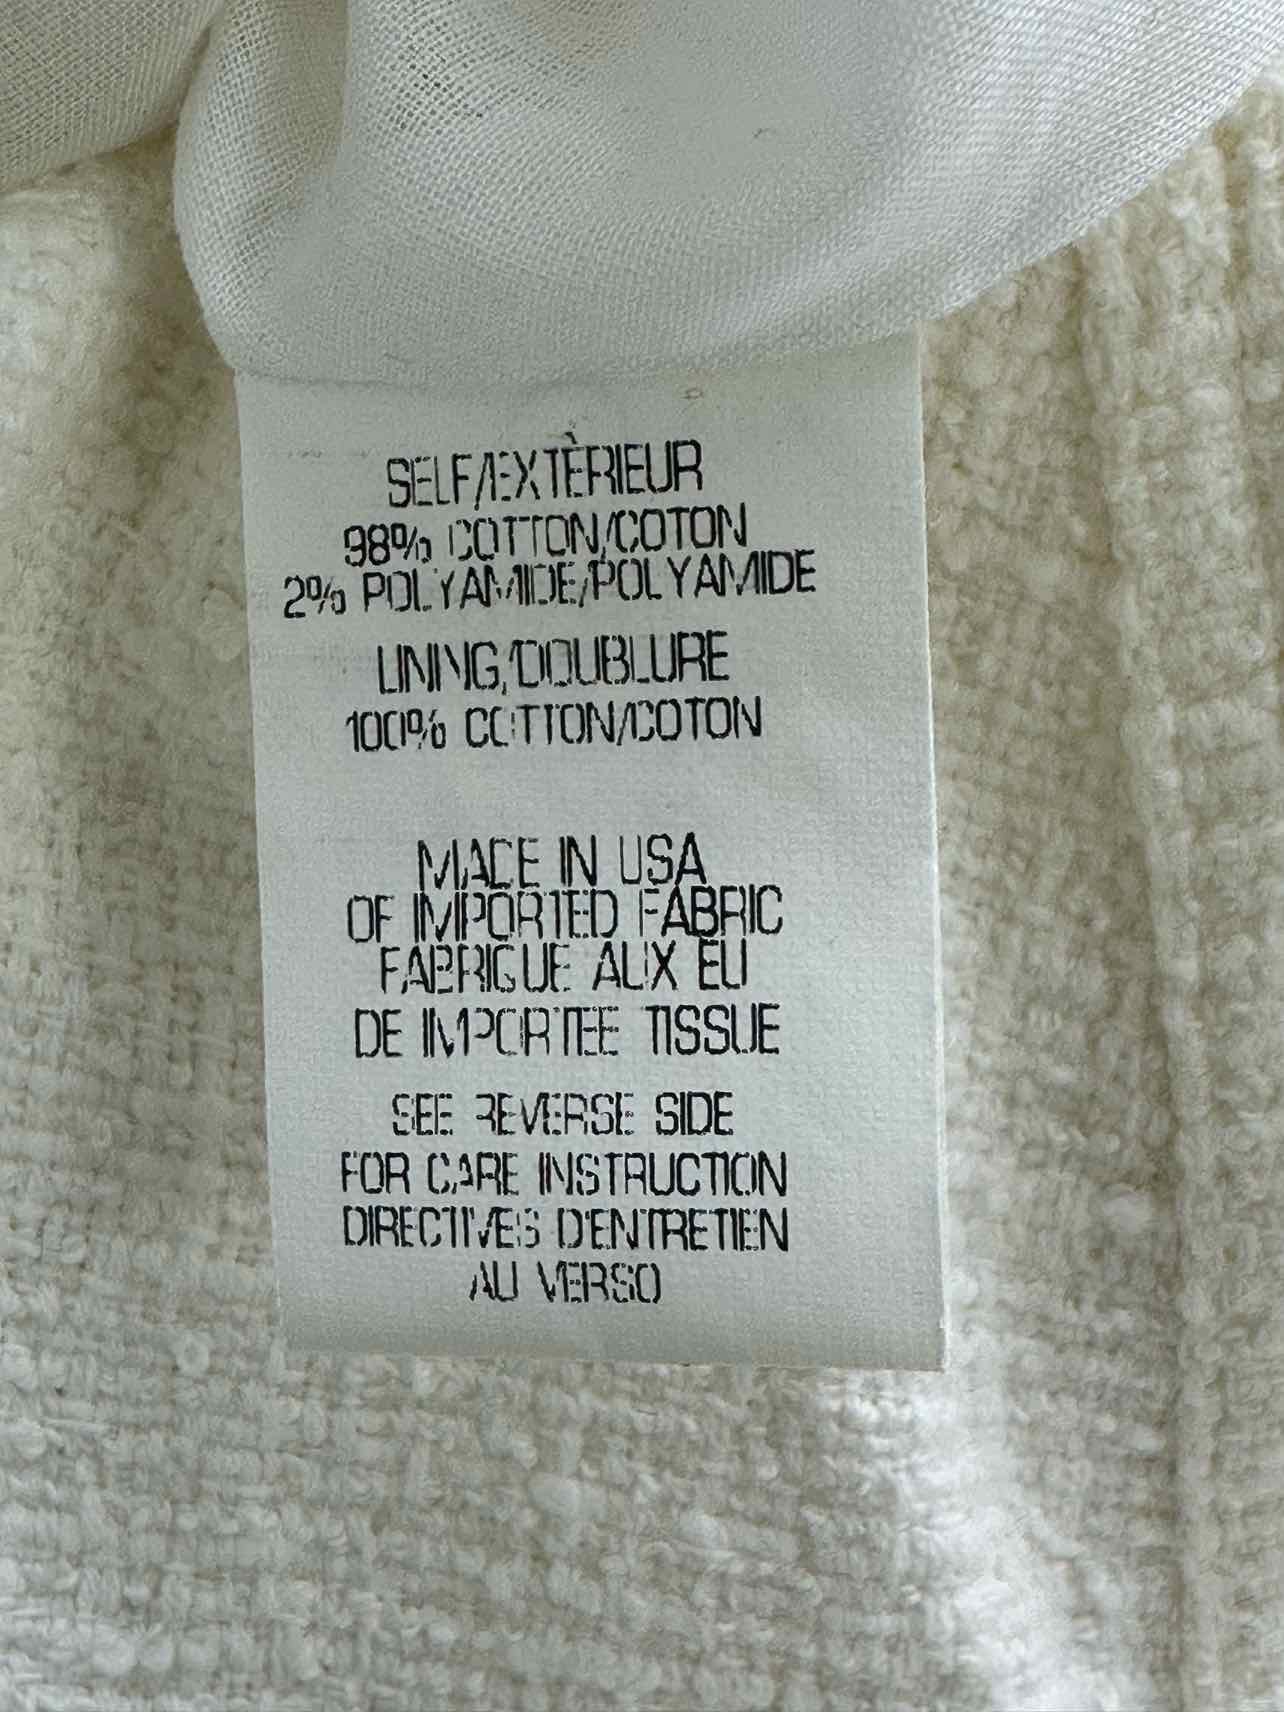 SELF/EXTÈRIEUR
98% COTTON/COTON
2% POLYAMIDE/POLYAMIDE
LINING/DOUBLURE
100% COTTON/COTON
MADE IN USA
OF IMPORTED FABRIC
FABRIGUE AUX EU
DE IMPORTEE TISSUE
SEE REVERSE SIDE
FOR CARE INSTRUCTION
DIRECTIVES D'ENTRETIEN
AU VERSO